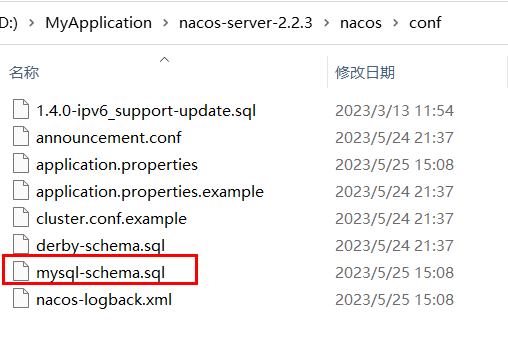 D:) > MyApplication > nacos-server-2.2.3 > nacos > conf
名称 修改日期
1.4.0-ipv6_support-update.sql 2023/3/13 11:54
announcement.conf 2023/5/24 21:37
application.properties 2023/5/25 15:08
application.properties.example 2023/5/24 21:37
cluster.conf.example 2023/5/24 21:37
derby-schema.sql 2023/5/24 21:37
mysql-schema.sql 2023/5/25 15:08
nacos-logback.xml 2023/5/25 15:08